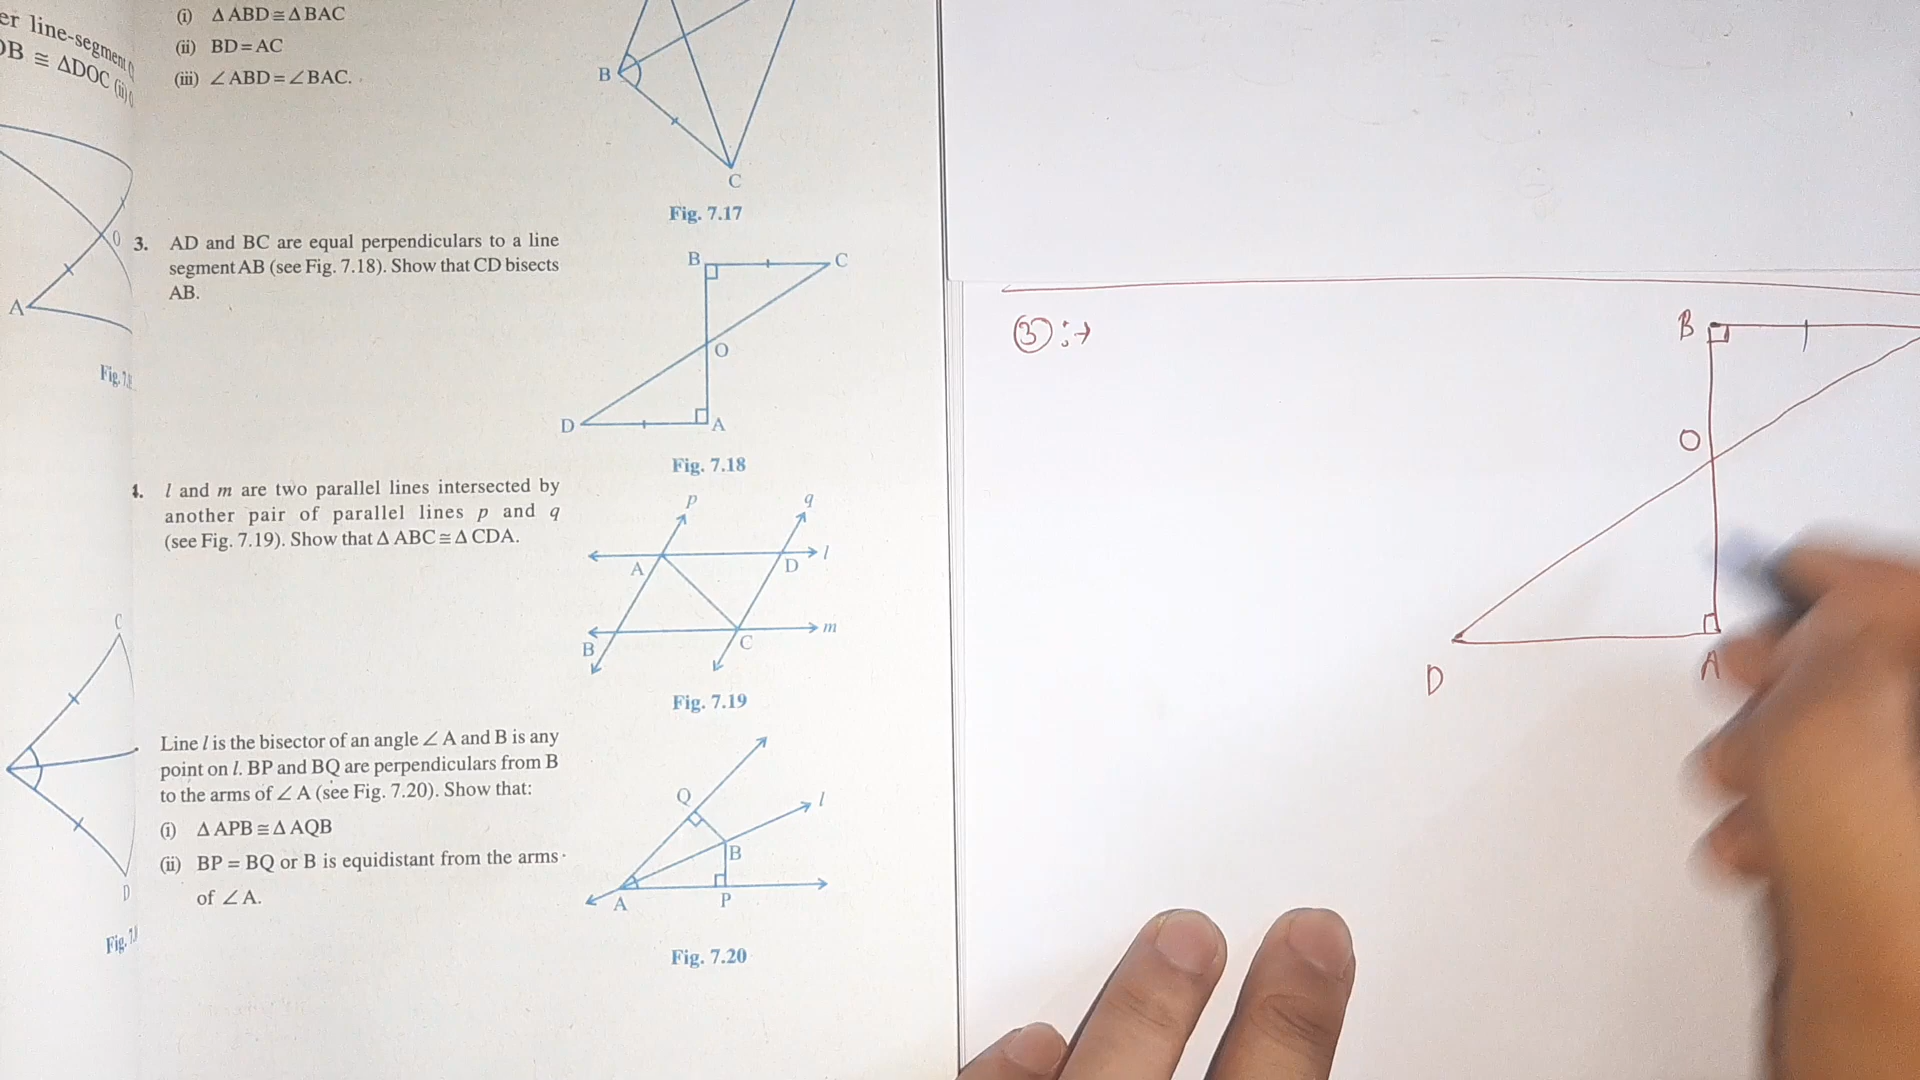 er line-segment
OB ≅ ΔDOC (ii)
O
A
C
D
(i) Δ ABD ≅ Δ BAC
(ii) BD = AC
(iii) ∠ ABD = ∠ BAC.
B
C
Fig. 7.17
3. AD and BC are equal perpendiculars to a line
segment AB (see Fig. 7.18). Show that CD bisects
AB.
B
C
O
D
A
Fig. 7.18
4. l and m are two parallel lines intersected by
another pair of parallel lines p and q
(see Fig. 7.19). Show that Δ ABC ≅ Δ CDA.
p
q
l
A
D
m
B
C
Fig. 7.19
Line l is the bisector of an angle ∠ A and B is any
point on l. BP and BQ are perpendiculars from B
to the arms of ∠ A (see Fig. 7.20). Show that:
(i) Δ APB ≅ Δ AQB
(ii) BP = BQ or B is equidistant from the arms
of ∠ A.
Q
l
B
A
P
Fig. 7.20
③ :→
B
O
D
A